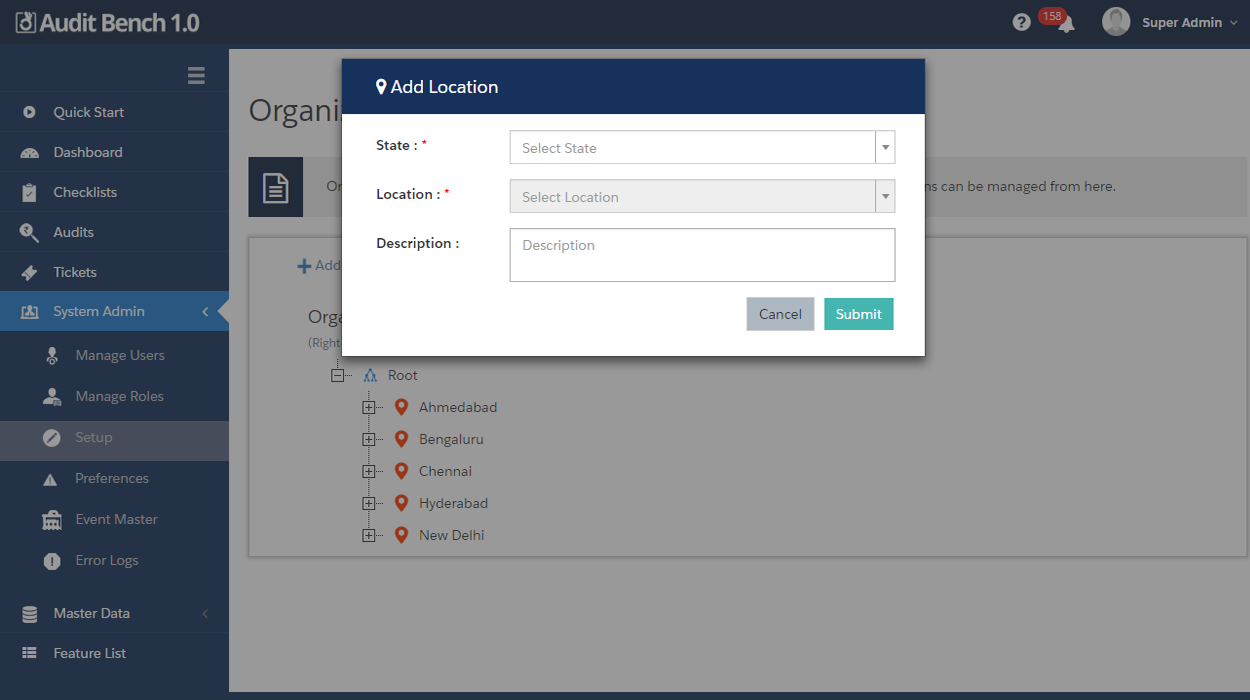 Audit Bench 1.0
158
Super Admin
Quick Start
Dashboard
Checklists
Audits
Tickets
System Admin
Manage Users
Manage Roles
Setup
Preferences
Event Master
Error Logs
Master Data
Feature List
Add Location
State : *
Select State
Location : *
Select Location
Description :
Description
Cancel
Submit
Organi
Or
ns can be managed from here.
Add
Orga
(Right
Root
Ahmedabad
Bengaluru
Chennai
Hyderabad
New Delhi